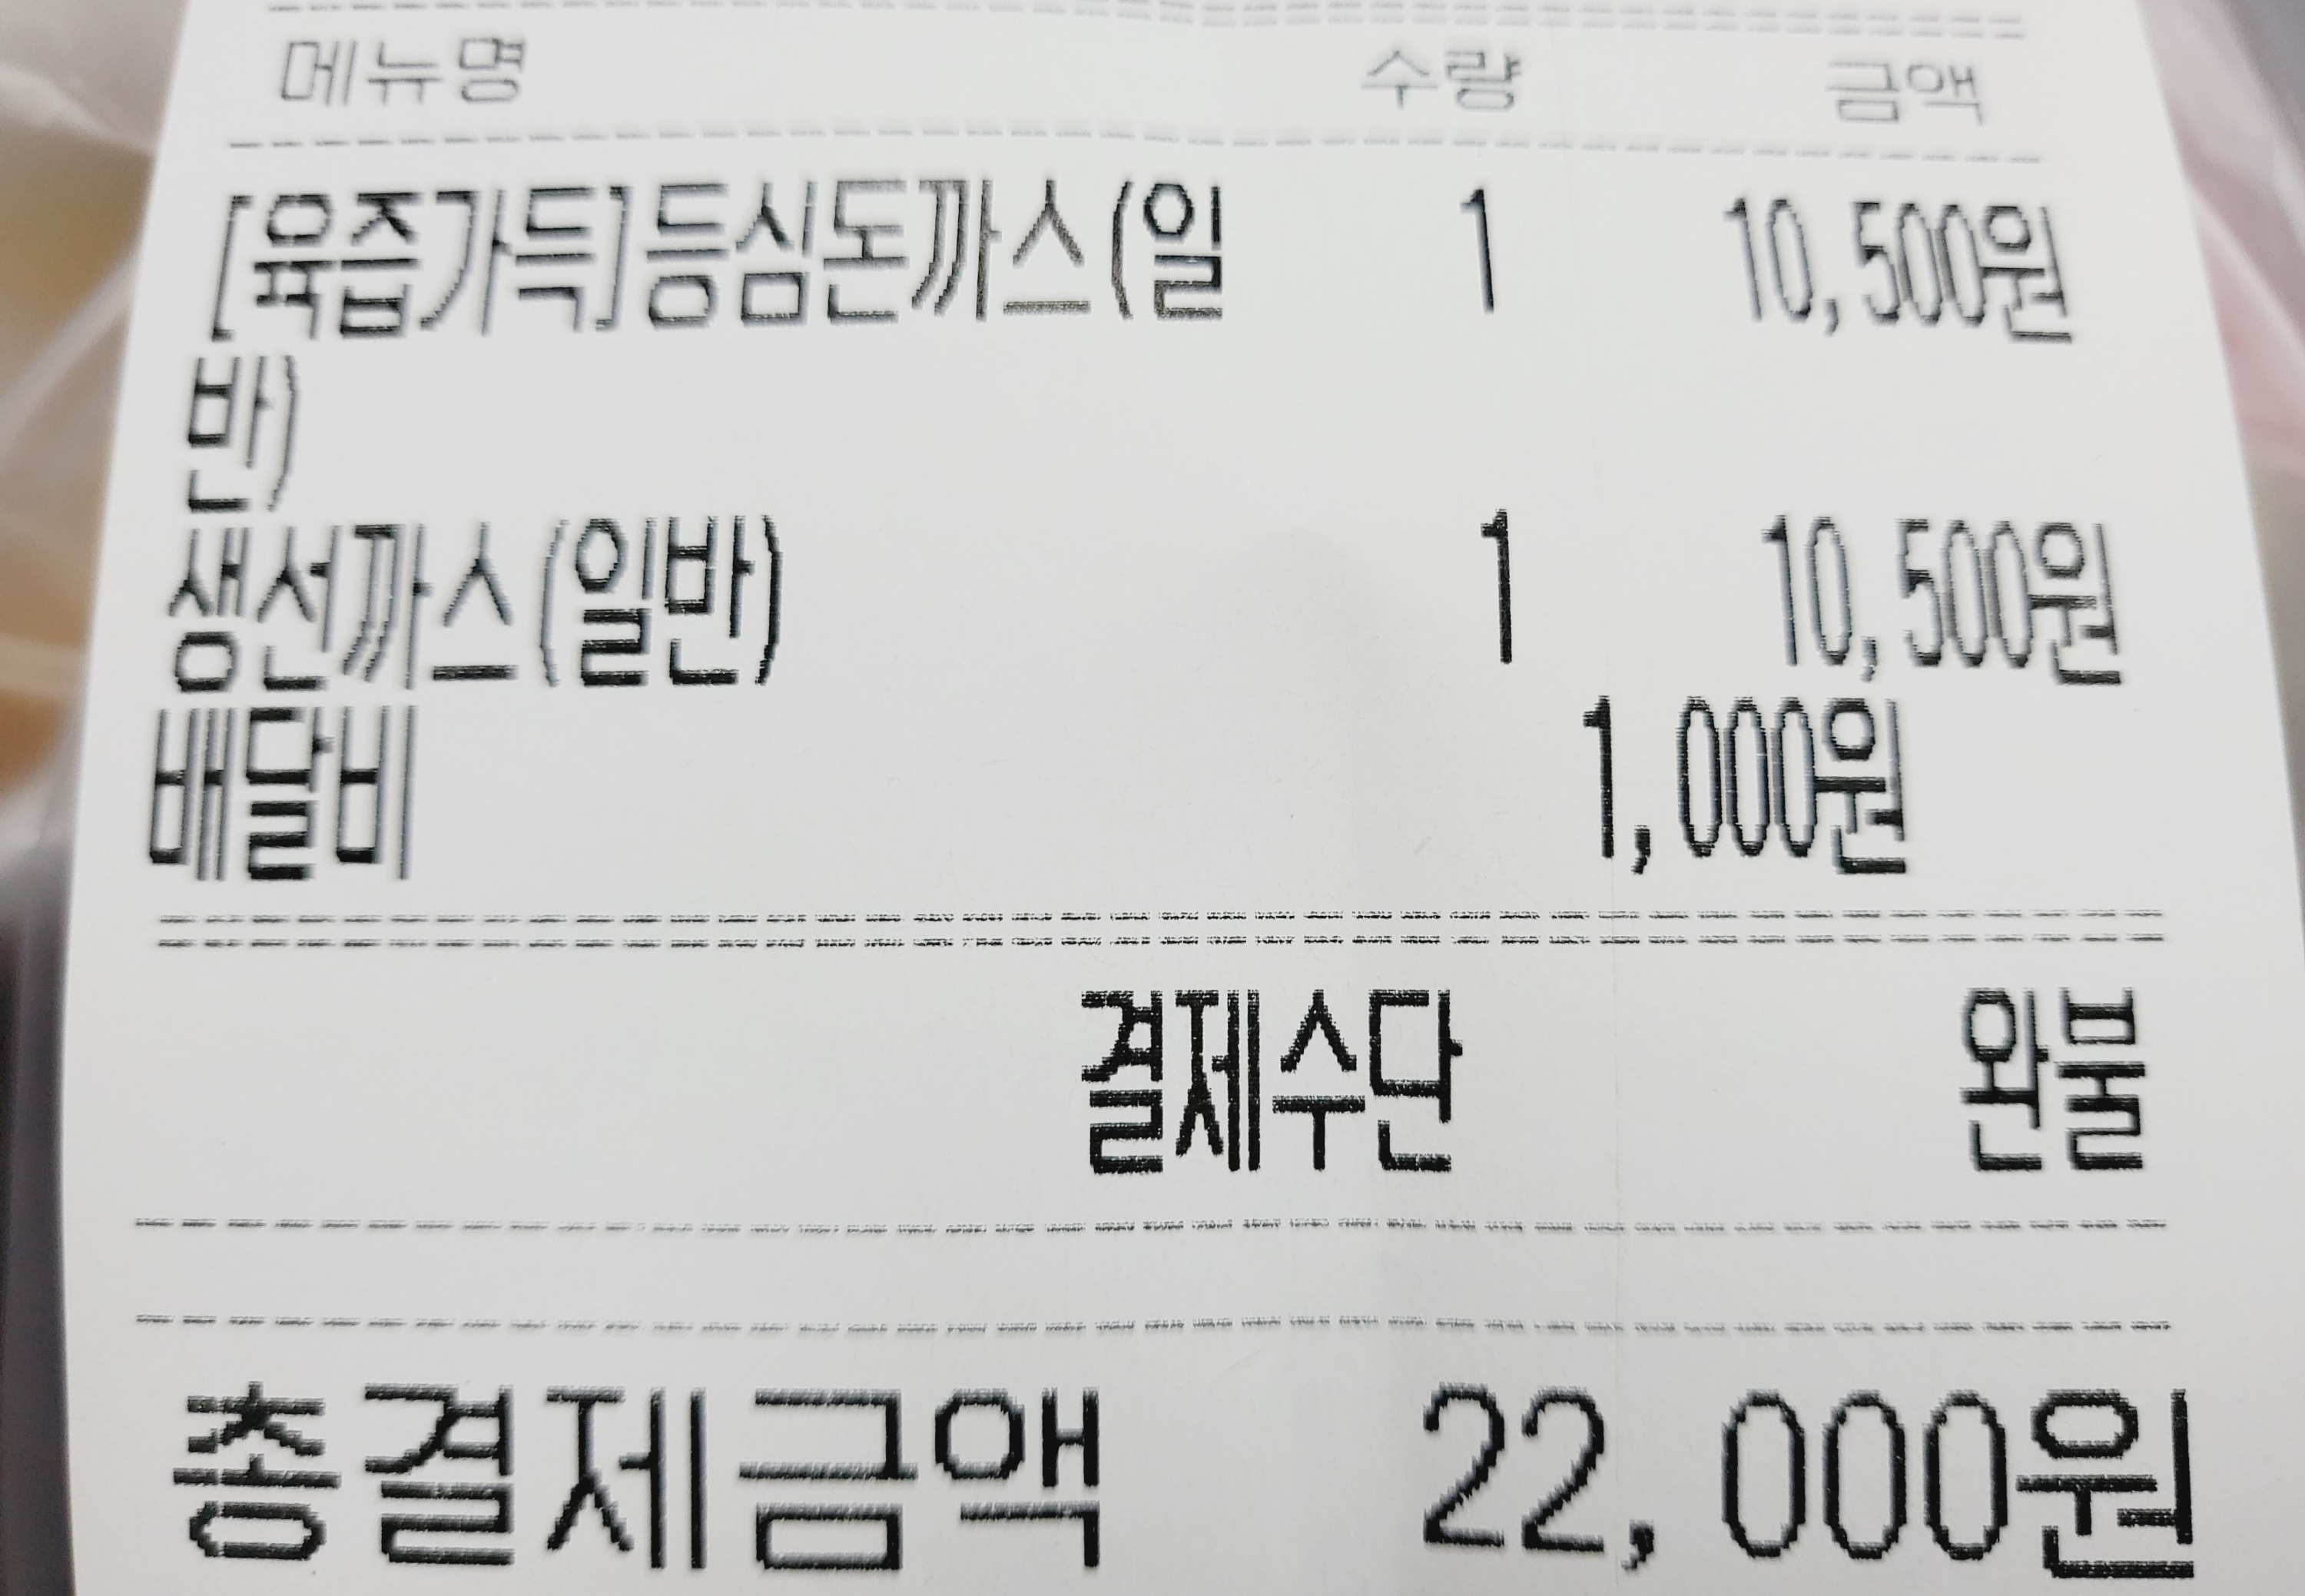 메뉴명 수량 금액
[육즙가득]등심돈까스(일 1 10,500원
반)
생선까스(일반) 1 10,500원
배달비 1,000원
결제수단 완불
총결제금액 22,000원